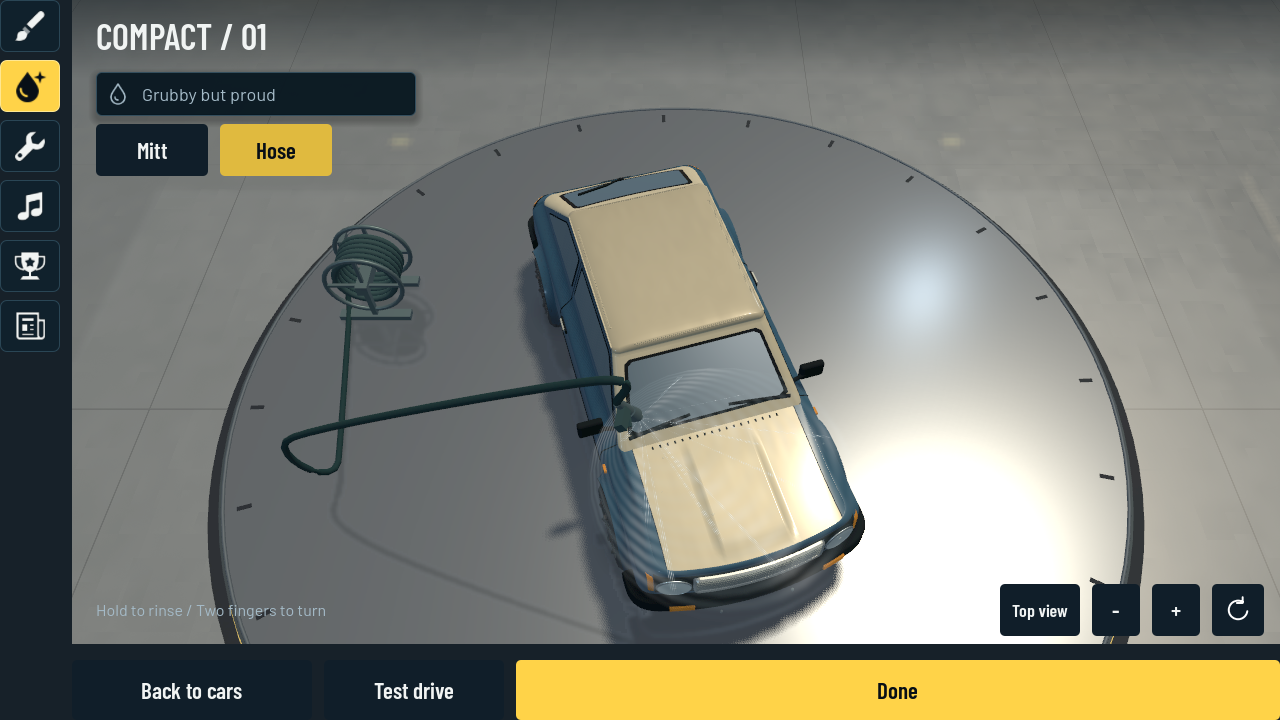 COMPACT / 01
Grubby but proud
Mitt
Hose
Hold to rinse / Two fingers to turn
Top view
-
+
Back to cars
Test drive
Done